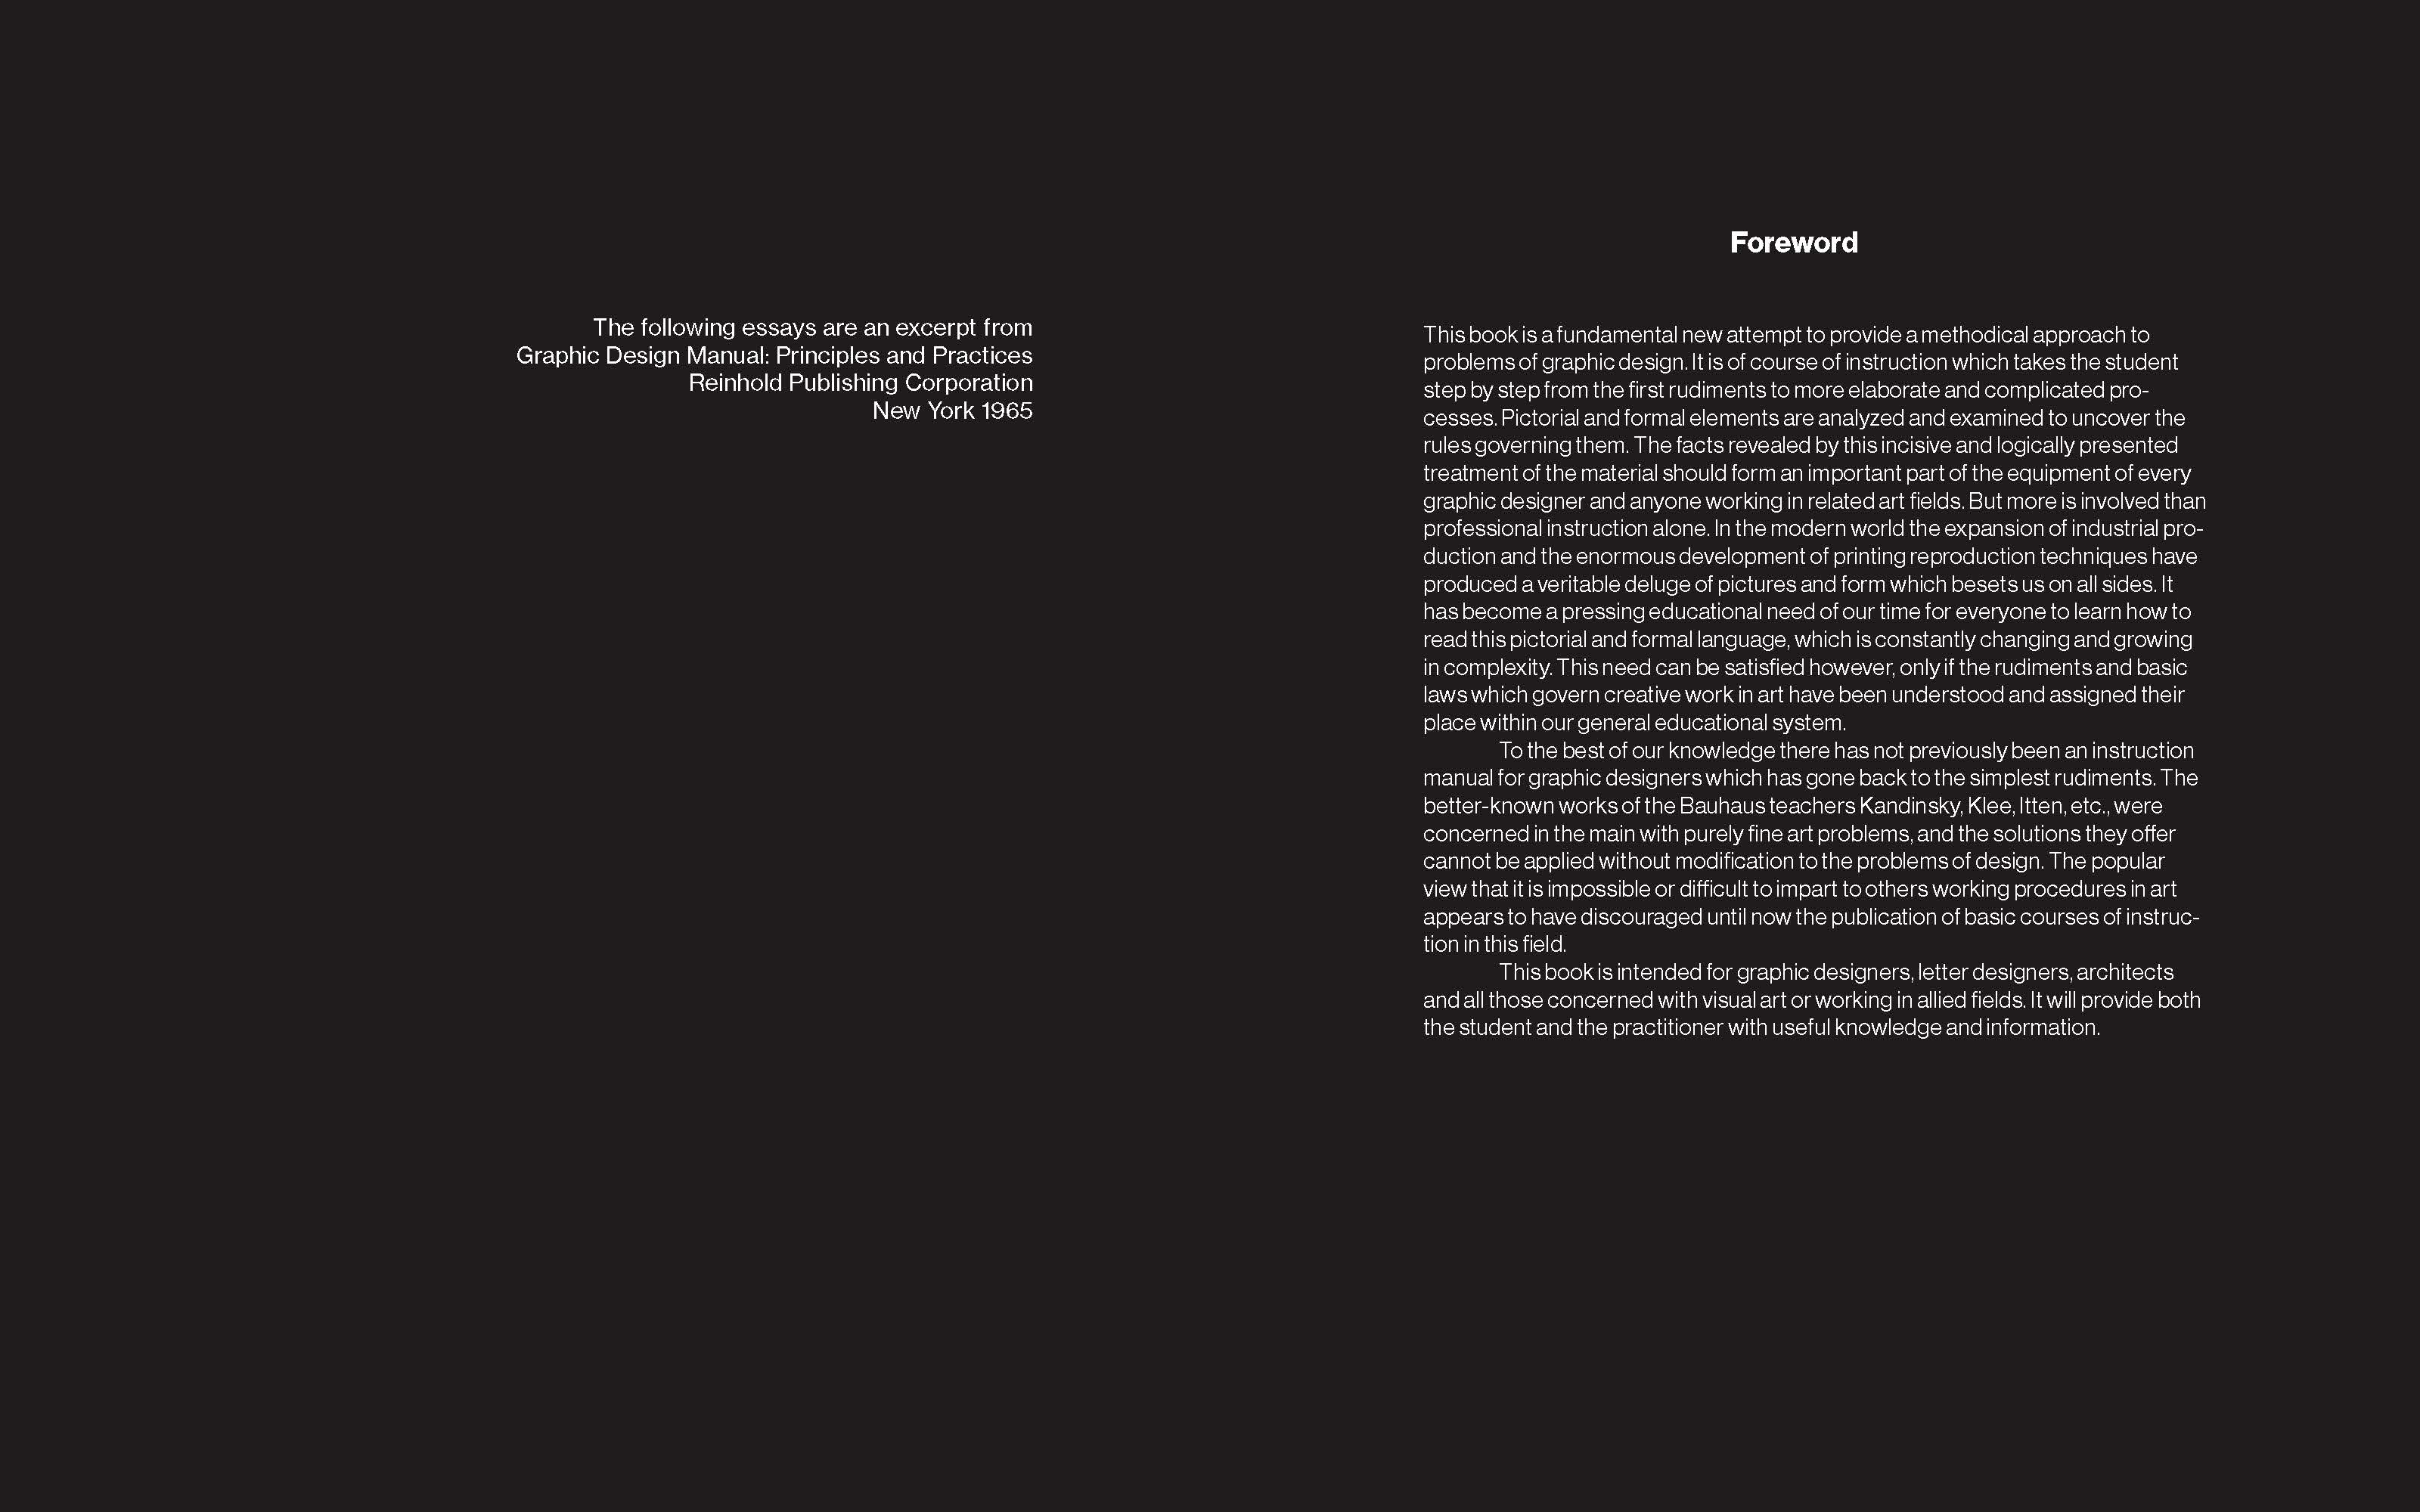 The following essays are an excerpt from
Graphic Design Manual: Principles and Practices
Reinhold Publishing Corporation
New York 1965
Foreword
This book is a fundamental new attempt to provide a methodical approach to
problems of graphic design. It is of course of instruction which takes the student
step by step from the first rudiments to more elaborate and complicated pro-
cesses. Pictorial and formal elements are analyzed and examined to uncover the
rules governing them. The facts revealed by this incisive and logically presented
treatment of the material should form an important part of the equipment of every
graphic designer and anyone working in related art fields. But more is involved than
professional instruction alone. In the modern world the expansion of industrial pro-
duction and the enormous development of printing reproduction techniques have
produced a veritable deluge of pictures and form which besets us on all sides. It
has become a pressing educational need of our time for everyone to learn how to
read this pictorial and formal language, which is constantly changing and growing
in complexity. This need can be satisfied however, only if the rudiments and basic
laws which govern creative work in art have been understood and assigned their
place within our general educational system.
To the best of our knowledge there has not previously been an instruction
manual for graphic designers which has gone back to the simplest rudiments. The
better-known works of the Bauhaus teachers Kandinsky, Klee, Itten, etc., were
concerned in the main with purely fine art problems, and the solutions they offer
cannot be applied without modification to the problems of design. The popular
view that it is impossible or difficult to impart to others working procedures in art
appears to have discouraged until now the publication of basic courses of instruc-
tion in this field.
This book is intended for graphic designers, letter designers, architects
and all those concerned with visual art or working in allied fields. It will provide both
the student and the practitioner with useful knowledge and information.